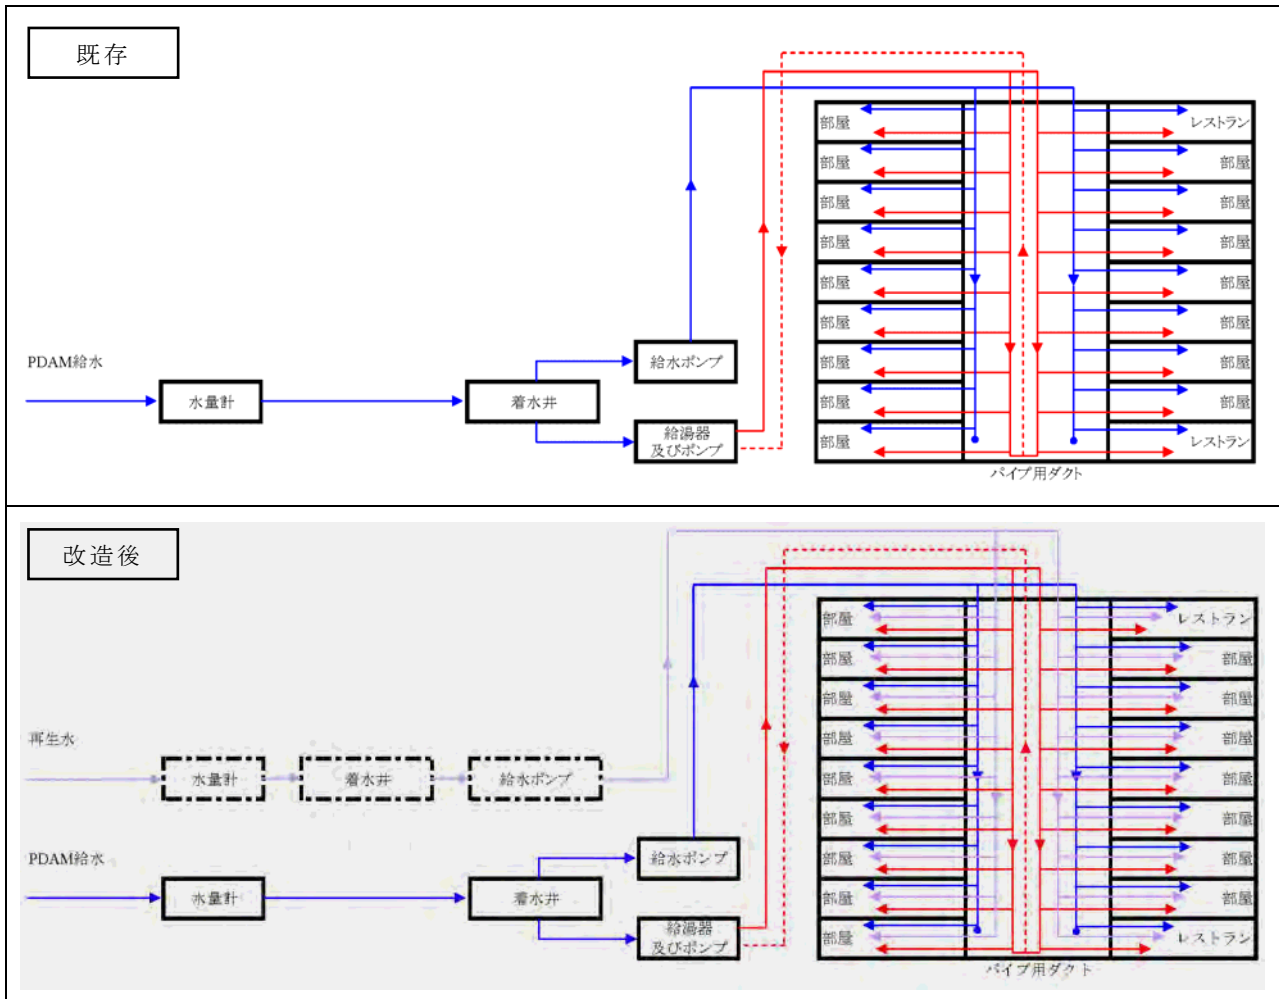 既存
部屋
レストラン
部屋
部屋
部屋
部屋
部屋
部屋
部屋
部屋
部屋
部屋
給水ポンプ
PDAM給水
部屋
部屋
水量計
着水井
部屋
部屋
給湯器
及びポンプ
部屋
レストラン
パイプ用ダクト
改造後
部屋
レストラン
部屋
部屋
部屋
部屋
再生水
部屋
部屋
水量計
着水井
給水ポンプ
部屋
部屋
部屋
部屋
PDAM給水
給水ポンプ
部屋
部屋
水量計
着水井
部屋
部屋
給湯器
及びポンプ
部屋
レストラン
パイプ用ダクト